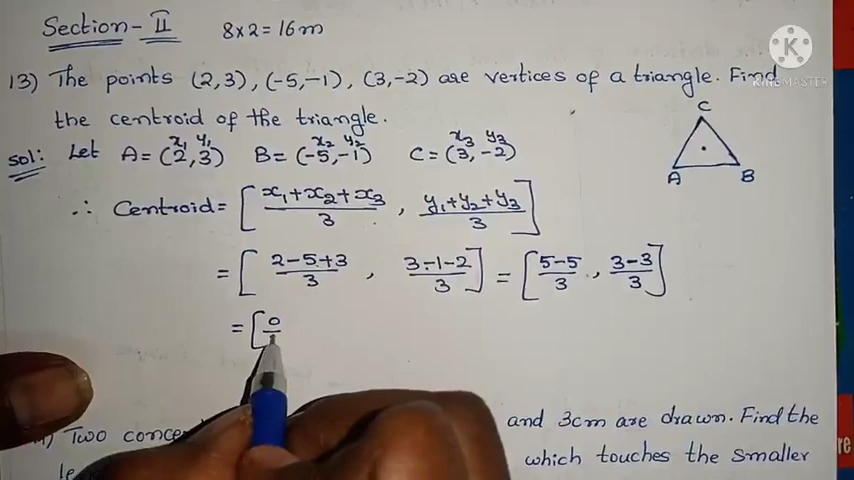 Section - II 8×2=16m
KINEMASTER
13) The points (2,3), (-5,-1), (3,-2) are vertices of a triangle. Find
the centroid of the triangle.
C
x₁ y₁ x₂ y₂ x₃ y₃
Sol: Let A=(2,3) B=(-5,-1) C=(3,-2)
A B
∴ Centroid = [ (x₁+x₂+x₃)/3 , (y₁+y₂+y₃)/3 ]
= [ (2-5+3)/3 , (3-1-2)/3 ] = [ (5-5)/3 , (3-3)/3 ]
= [ 0/
Two and 3cm are drawn. Find the
which touches the smaller